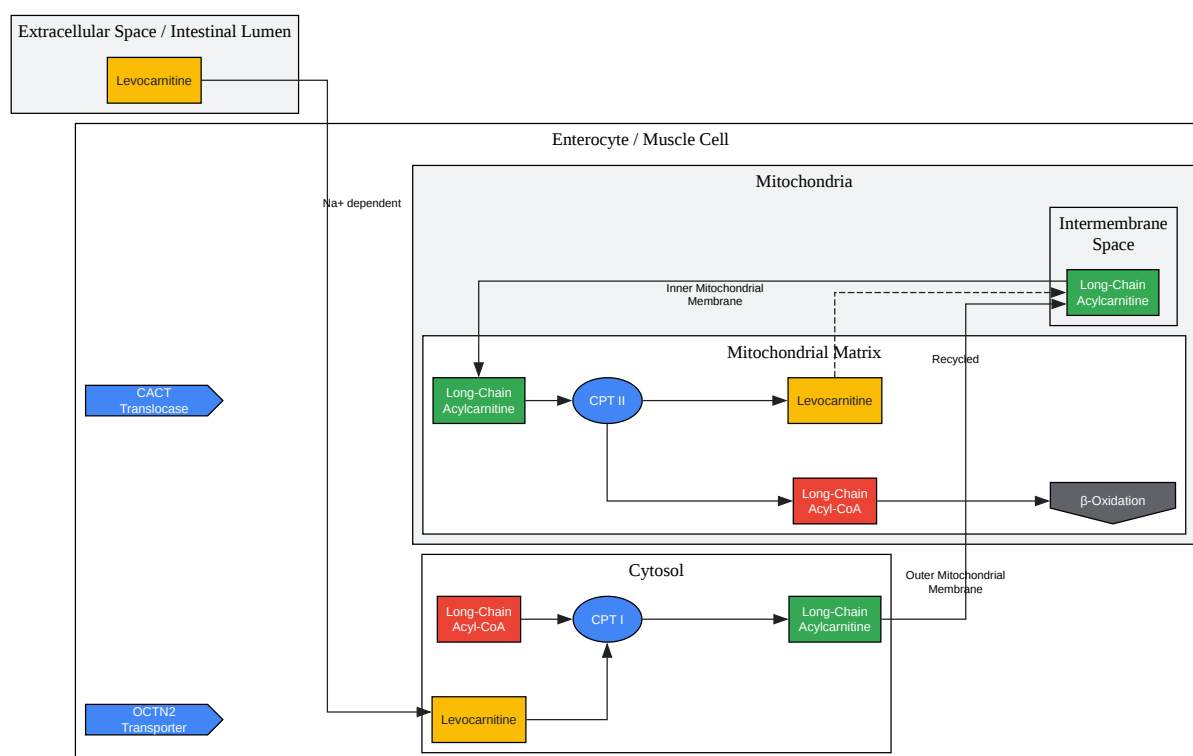 Extracellular Space / Intestinal Lumen
Levocarnitine
Enterocyte / Muscle Cell
Mitochondria
Na+ dependent
Intermembrane
Space
Long-Chain
Acylcarnitine
Inner Mitochondrial
Membrane
Mitochondrial Matrix
Recycled
CACT
Translocase
Long-Chain
Acylcarnitine
CPT II
Levocarnitine
Long-Chain
Acyl-CoA
β-Oxidation
Cytosol
Outer Mitochondrial
Membrane
Long-Chain
Acyl-CoA
CPT I
Long-Chain
Acylcarnitine
OCTN2
Transporter
Levocarnitine